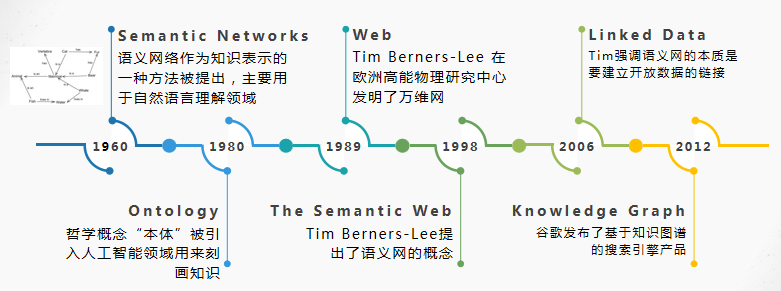 Semantic Networks
语义网络作为知识表示的
一种方法被提出，主要用
于自然语言理解领域
Web
Tim Berners-Lee 在
欧洲高能物理研究中心
发明了万维网
Linked Data
Tim强调语义网的本质是
要建立开放数据的链接
1960
1980
1989
1998
2006
2012
Ontology
哲学概念“本体”被引
入人工智能领域用来刻
画知识
The Semantic Web
Tim Berners-Lee提
出了语义网的概念
Knowledge Graph
谷歌发布了基于知识图谱
的搜索引擎产品